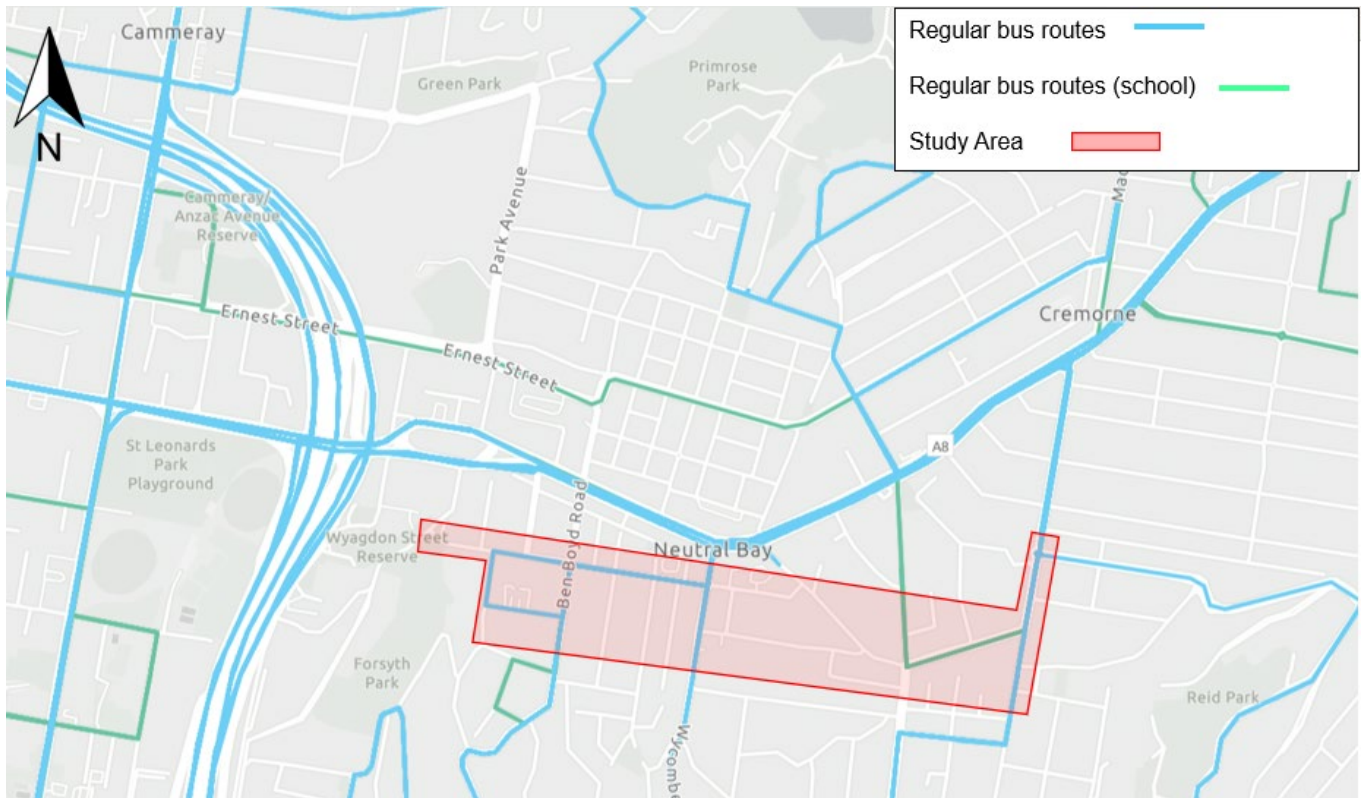 Cammeray
N
Green Park
Primrose
Park
Regular bus routes
Regular bus routes (school)
Study Area
Cammeray/
Anzac Avenue
Reserve
Park Avenue
Mac
Ernest Street
Ernest Street
Cremorne
A8
St Leonards
Park
Playground
Wyagdon Street
Reserve
Ben Boyd Road
Neutral Bay
Forsyth
Park
Reid Park
Wycombe